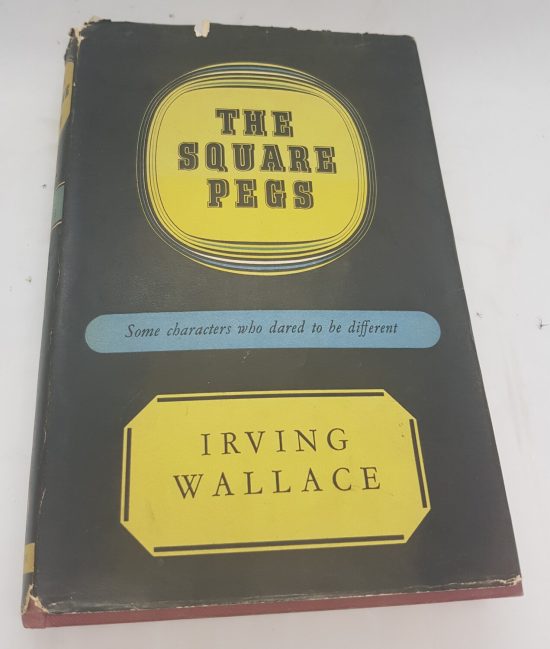 THE
SQUARE
PEGS
Some characters who dared to be different
IRVING
WALLACE